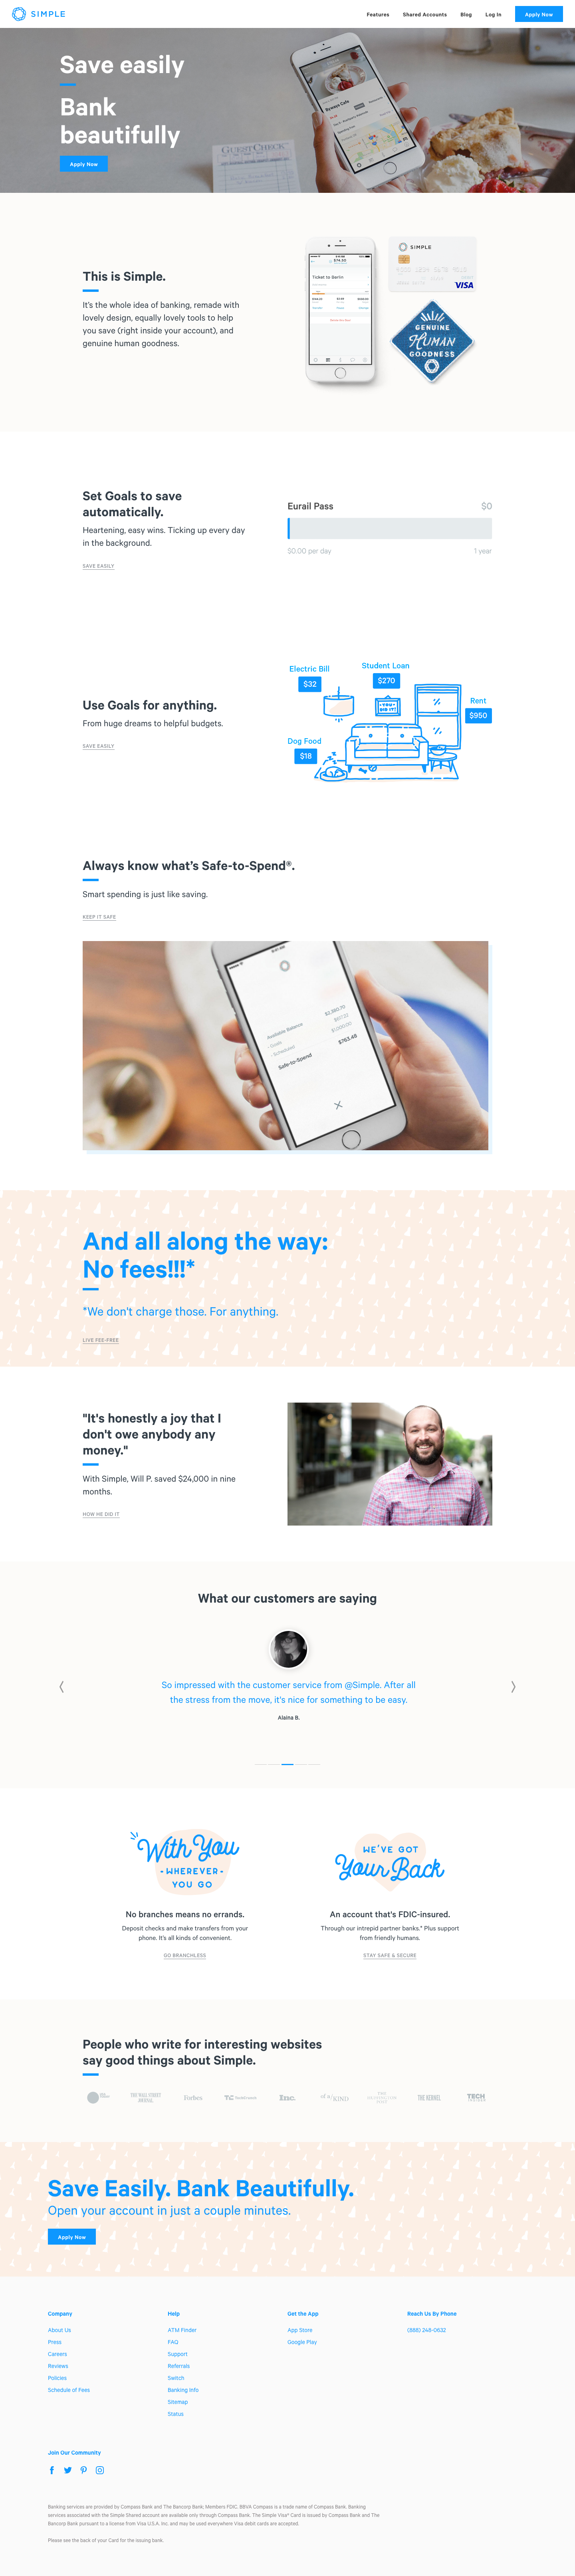 SIMPLE
Features
Shared Accounts
Blog
Log In
Apply Now
Save easily
Bank
beautifully
Apply Now
GUEST CHECK
This is Simple.
It's the whole idea of banking, remade with
lovely design, equally lovely tools to help
you save (right inside your account), and
genuine human goodness.
Ticket to Berlin
SIMPLE
VISA
GENUINE
HUMAN
GOODNESS
Set Goals to save
automatically.
Heartening, easy wins. Ticking up every day
in the background.
SAVE EASILY
Eurail Pass
$0
$0.00 per day
1 year
Use Goals for anything.
From huge dreams to helpful budgets.
SAVE EASILY
Electric Bill
$32
Student Loan
$270
Rent
$950
Dog Food
$18
YOU
DID IT!
Always know what's Safe-to-Spend®.
Smart spending is just like saving.
KEEP IT SAFE
Available Balance
$2,380.70
$1,000.00
Safe-to-Spend
$763.48
And all along the way:
No fees!!!*
*We don't charge those. For anything.
LIVE FEE-FREE
"It's honestly a joy that I
don't owe anybody any
money."
With Simple, Will P. saved $24,000 in nine
months.
HOW HE DID IT
What our customers are saying
So impressed with the customer service from @Simple. After all
the stress from the move, it's nice for something to be easy.
Alaina B.
With You
-WHEREVER-
YOU GO
No branches means no errands.
Deposit checks and make transfers from your
phone. It's all kinds of convenient.
GO BRANCHLESS
WE'VE GOT
Your Back
An account that's FDIC-insured.
Through our intrepid partner banks.* Plus support
from friendly humans.
STAY SAFE & SECURE
People who write for interesting websites
say good things about Simple.
THE WALL STREET
JOURNAL
Forbes
TC TechCrunch
Inc.
of a/KIND
THE KERNEL
TECH
Save Easily. Bank Beautifully.
Open your account in just a couple minutes.
Apply Now
Company
About Us
Press
Careers
Reviews
Policies
Schedule of Fees
Help
ATM Finder
FAQ
Support
Referrals
Switch
Banking Info
Sitemap
Status
Get the App
App Store
Google Play
Reach Us By Phone
(888) 248-0632
Join Our Community
Banking services are provided by Compass Bank and The Bancorp Bank; Members FDIC. BBVA Compass is a trade name of Compass Bank. Banking
services associated with the Simple Shared account are available only through Compass Bank. The Simple Visa® Card is issued by Compass Bank and The
Bancorp Bank pursuant to a license from Visa U.S.A. Inc. and may be used everywhere Visa debit cards are accepted.
Please see the back of your Card for the issuing bank.